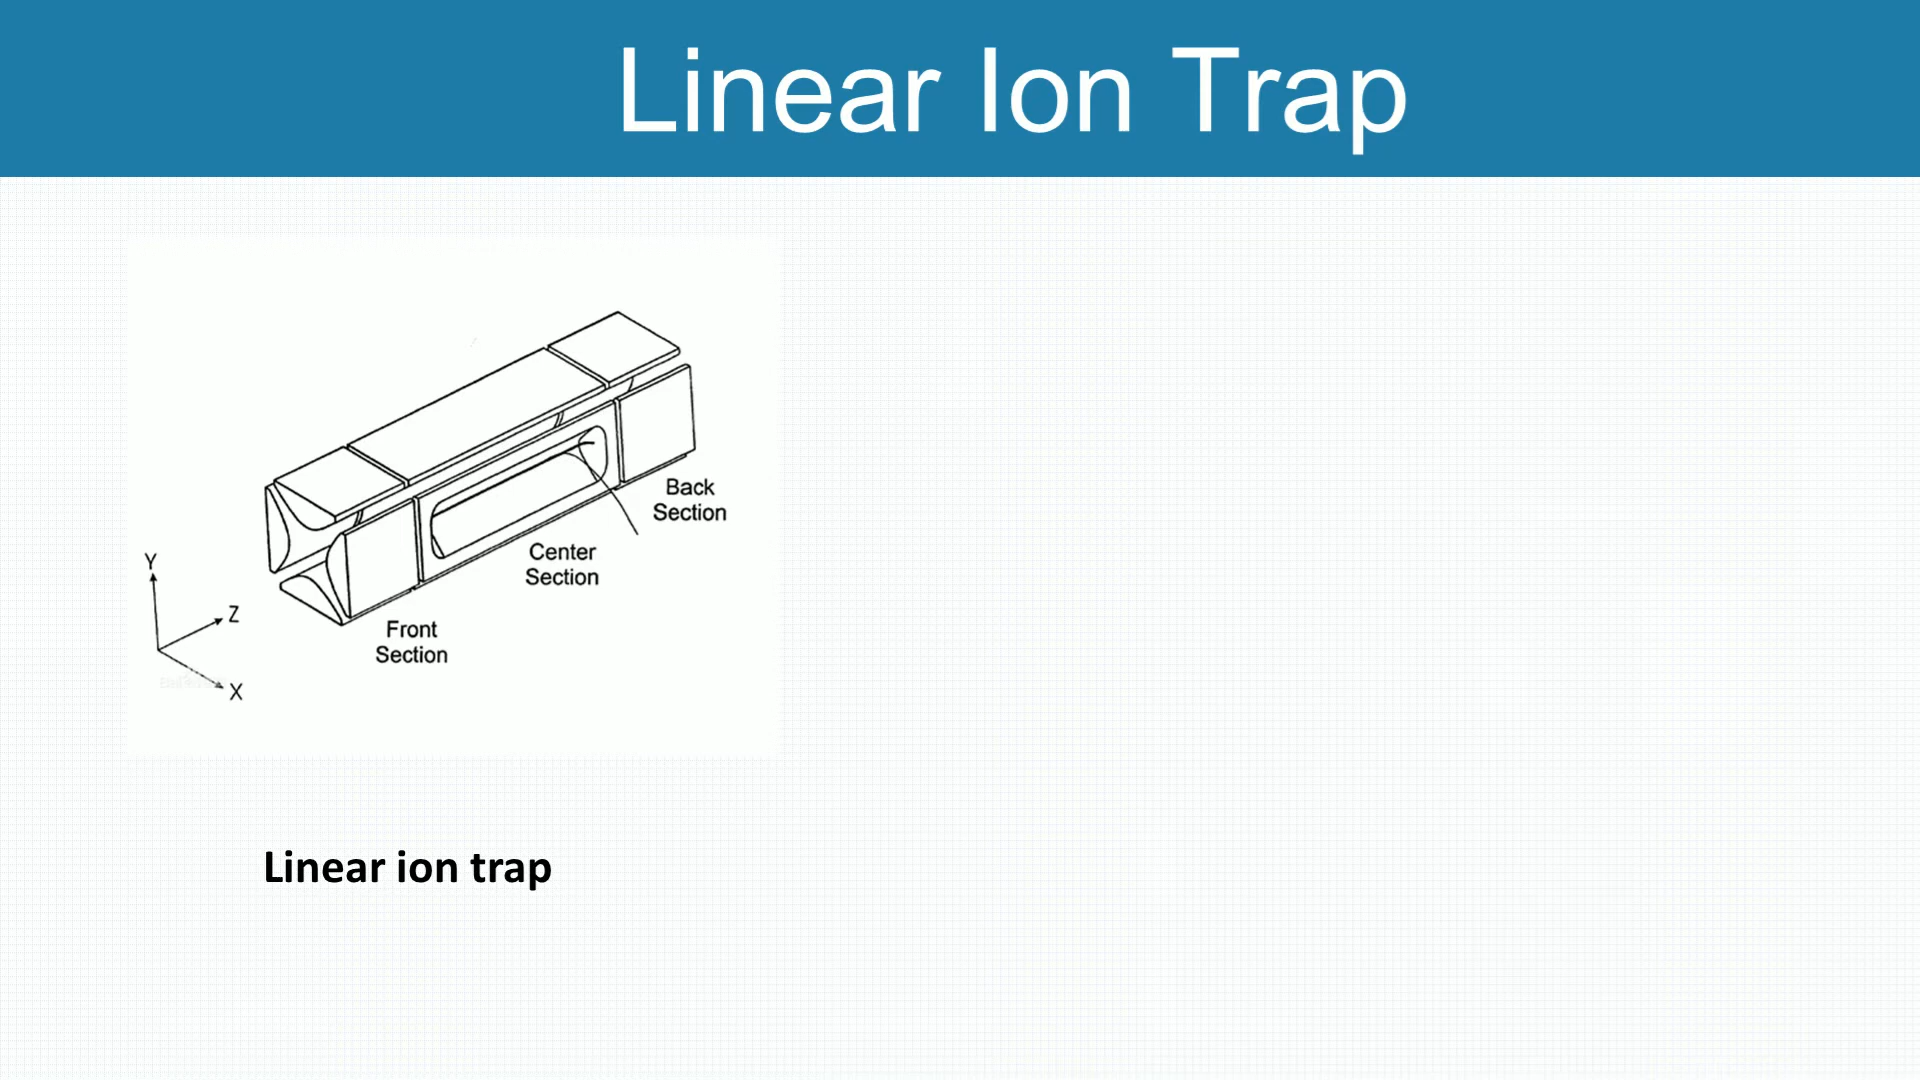 Linear Ion Trap
Back
Section
Center
Section
Y
Z
Front
Section
X
Linear ion trap